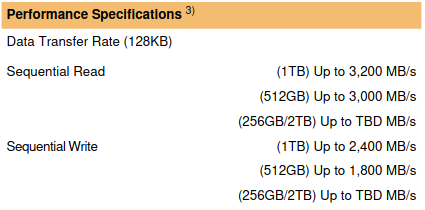 Performance Specifications 3)
Data Transfer Rate (128KB)
Sequential Read (1TB) Up to 3,200 MB/s
(512GB) Up to 3,000 MB/s
(256GB/2TB) Up to TBD MB/s
Sequential Write (1TB) Up to 2,400 MB/s
(512GB) Up to 1,800 MB/s
(256GB/2TB) Up to TBD MB/s